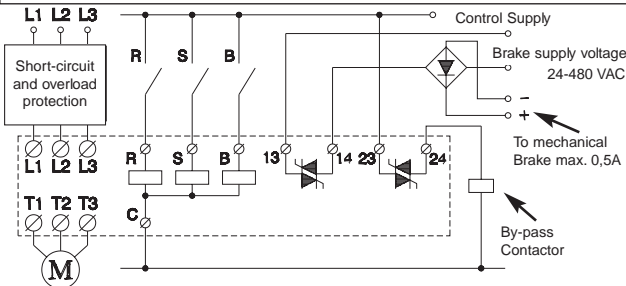 L1 L2 L3
Short-circuit
and overload
protection
R S B
Control Supply
Brake supply voltage
24-480 VAC
−
+
To mechanical
Brake max. 0,5A
L1 L2 L3
R S B 13 14 23 24
T1 T2 T3
C
M
By-pass
Contactor